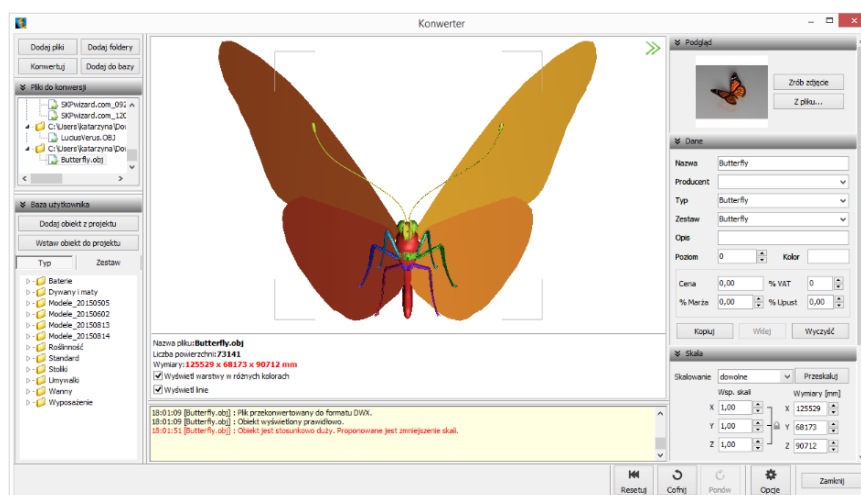 Konwerter
Dodaj pliki Dodaj foldery
Konwertuj Dodaj do bazy
Pliki do konwersji
SKPwizard.com_092
SKPwizard.com_120
C:\Users\katarzyna\Do
LuciusVerus.OBJ
C:\Users\katarzyna\Do
Butterfly.obj
Baza użytkownika
Dodaj obiekt z projektu
Wstaw obiekt do projektu
Typ Zestaw
Baterie
Dywany i maty
Modele_20150505
Modele_20150602
Modele_20150813
Modele_20150814
Roślinność
Standard
Stoliki
Umywalki
Wanny
Wyposażenie
Nazwa pliku:Butterfly.obj
Liczba powierzchni:73141
Wymiary:125529 x 68173 x 90712 mm
Wyświetl warstwy w różnych kolorach
Wyświetl linie
18:01:09 [Butterfly.obj] : Plik przekonwertowany do formatu DWX.
18:01:09 [Butterfly.obj] : Obiekt wyświetlony prawidłowo.
18:01:51 [Butterfly.obj] : Obiekt jest stosunkowo duży. Proponowane jest zmniejszenie skali.
Podgląd
Zrób zdjęcie
Z pliku...
Dane
Nazwa Butterfly
Producent
Typ Butterfly
Zestaw Butterfly
Opis
Poziom 0 Kolor
Cena 0,00 % VAT 0
% Marża 0,00 % Upust 0,00
Kopiuj Wklej Wyczyść
Skala
Skalowanie dowolne Przeskaluj
Wsp. skali Wymiary [mm]
X 1,00 X 125529
Y 1,00 Y 68173
Z 1,00 Z 90712
Resetuj Cofnij Ponów Opcje Zamknij